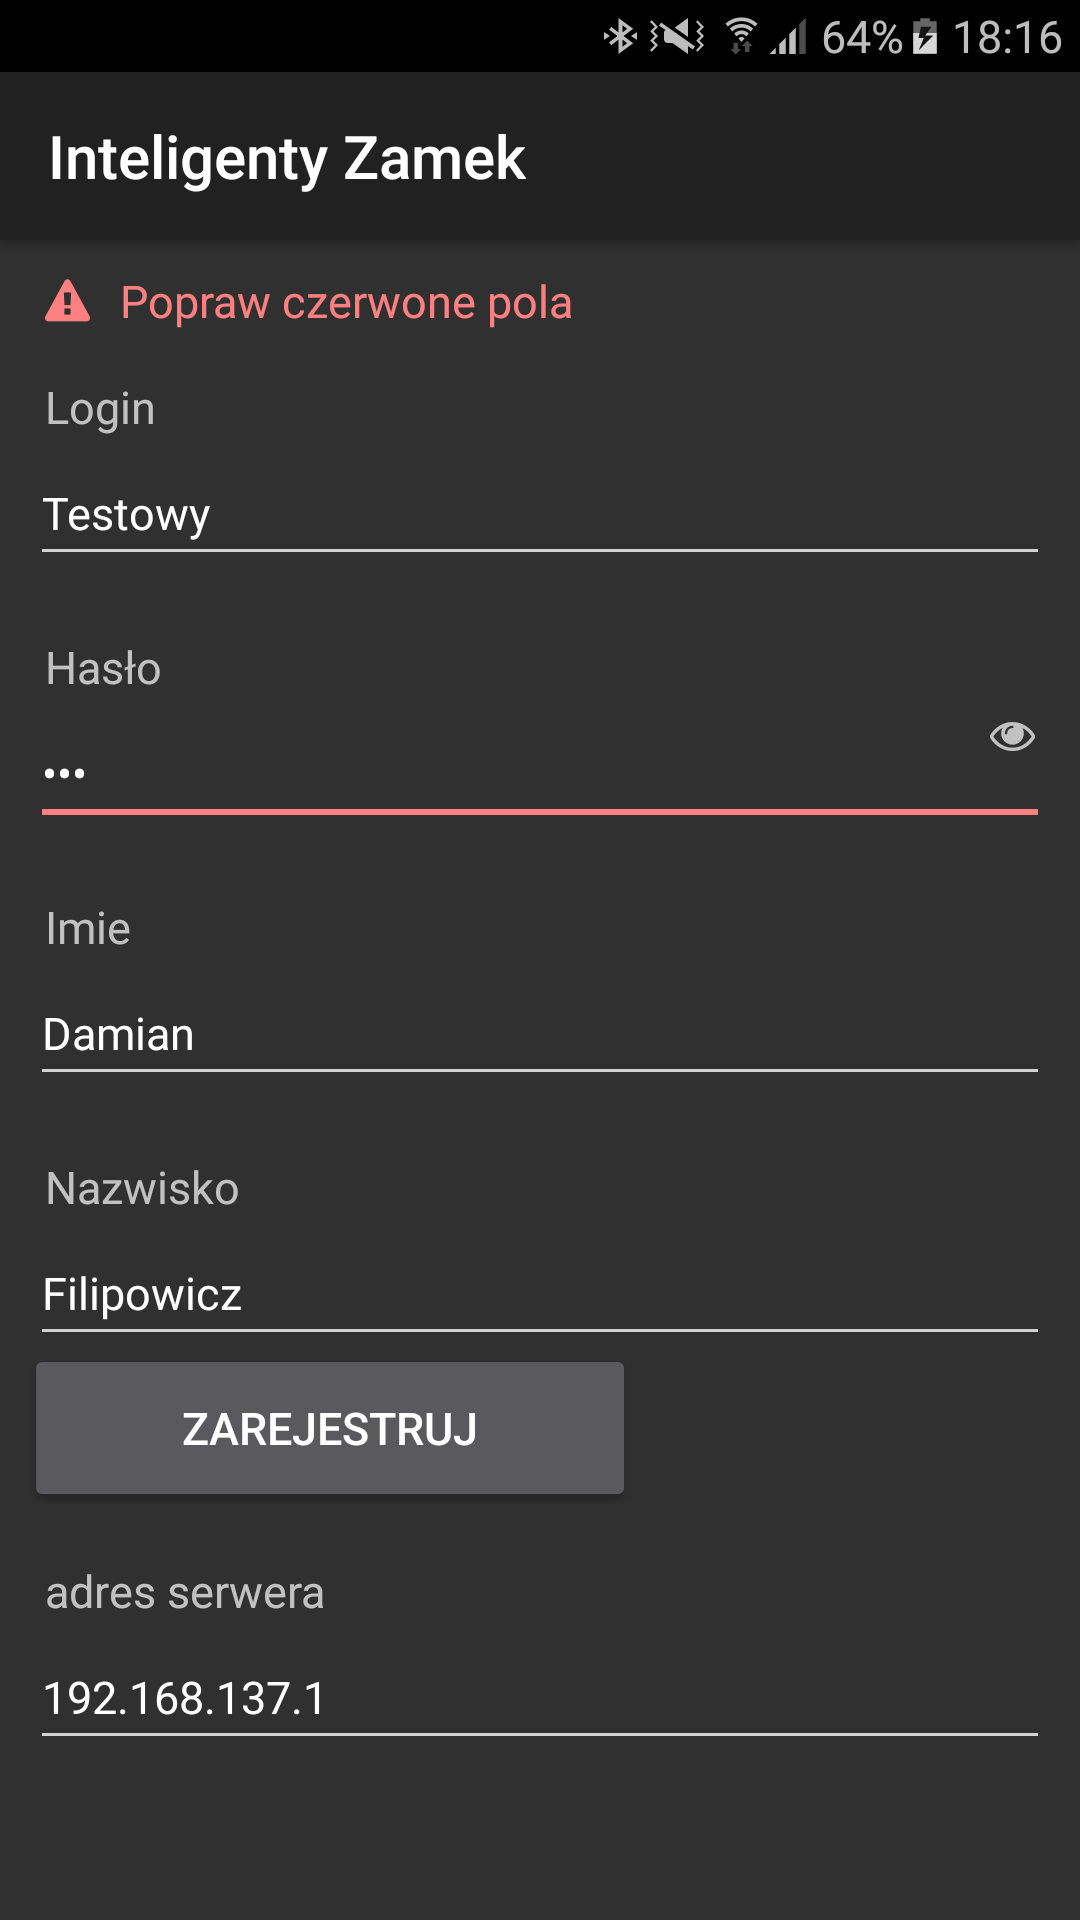 64% 18:16
Inteligenty Zamek
Popraw czerwone pola
Login
Testowy
Hasło
•••
Imie
Damian
Nazwisko
Filipowicz
ZAREJESTRUJ
adres serwera
192.168.137.1